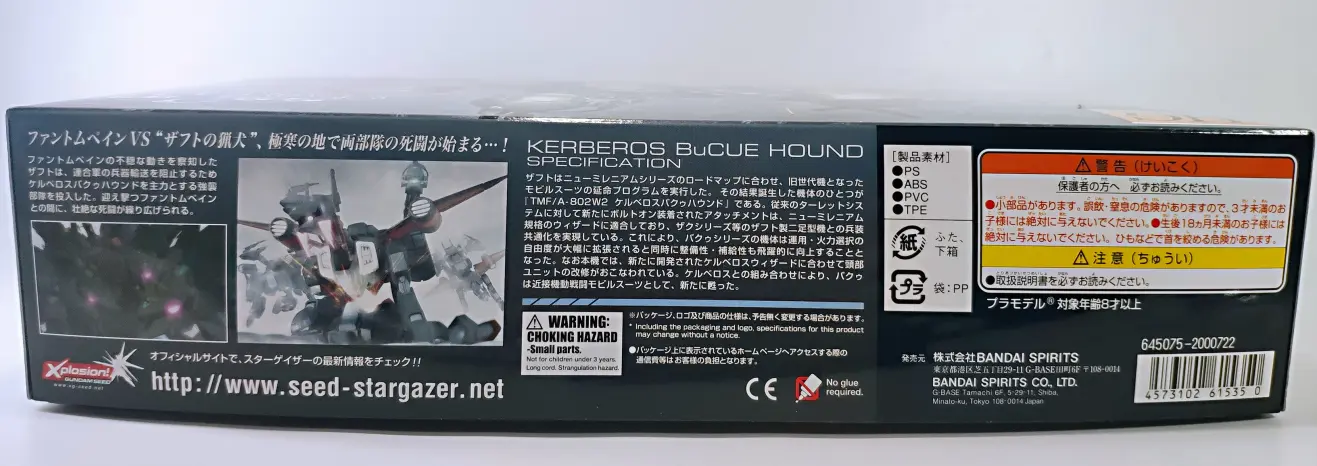 ファントムペイン VS “ザフトの猟犬”、極寒の地で両部隊の死闘が始まる…!
ファントムペインの不穏な動きを察知した
ザフトは、連合軍の兵器輸送を阻止するため
ケルベロスバクゥハウンドを主力とする強襲
部隊を投入した。迎え撃つファントムペイン
との間に、壮絶な死闘が繰り広げられる。
Xplosion!
GUNDAM SEED
オフィシャルサイトで、スターゲイザーの最新情報をチェック!!
http://www.seed-stargazer.net
KERBEROS BuCUE HOUND
SPECIFICATION
ザフトはニューミレニアムシリーズのロードマップに合わせ、旧世代機となった
モビルスーツの延命プログラムを実行した。その結果誕生した機体のひとつが
「TMF/A-802W2 ケルベロスバクゥハウンド」である。従来のターレットシス
テムに対して新たにボルトオン装着されたアタッチメントは、ニューミレニアム
規格のウィザードに適合しており、ザクシリーズ等のザフト製二足型機との兵装
共通化を実現している。これにより、バクゥシリーズの機体は運用・火力選択の
自由度が大幅に拡張されると同時に整備性・補給性も飛躍的に向上することと
なった。なお本機では、新たに開発されたケルベロスウィザードに合わせて頭部
ユニットの改修がおこなわれている。ケルベロスとの組み合わせにより、バクゥ
は近接機動戦闘モビルスーツとして、新たに甦った。
WARNING:
CHOKING HAZARD
-Small parts.
Not for children under 3 years.
Long cord. Strangulation hazard.
※パッケージ、ロゴ及び商品の仕様は、予告無く変更する場合があります。
* Including the packaging and logo, specifications for this product
may change without a notice.
●パッケージ上に表示されているホームページへアクセスする際の
通信費等はお客様の負担となります。
CE
No glue
required.
[製品素材]
●PS
●ABS
●PVC
●TPE
紙
ふた、
下箱
プラ
袋:PP
警告(けいこく)
保護者の方へ 必ずお読みください。
●小部品があります。誤飲・窒息の危険がありますので、3才未満のお
子様には絶対に与えないでください。●生後18ヵ月未満のお子様には
絶対に与えないでください。ひもなどで首を絞める危険があります。
注意(ちゅうい)
●取扱説明書を必ずお読みください。
プラモデル® 対象年齢8才以上
645075-2000722
発売元 株式会社BANDAI SPIRITS
東京都港区芝五丁目29-11 G-BASE田町6F 〒108-0014
BANDAI SPIRITS CO., LTD.
G-BASE Tamachi 6F, 5-29-11, Shiba,
Minato-ku, Tokyo 108-0014 Japan
4573102 61535 0